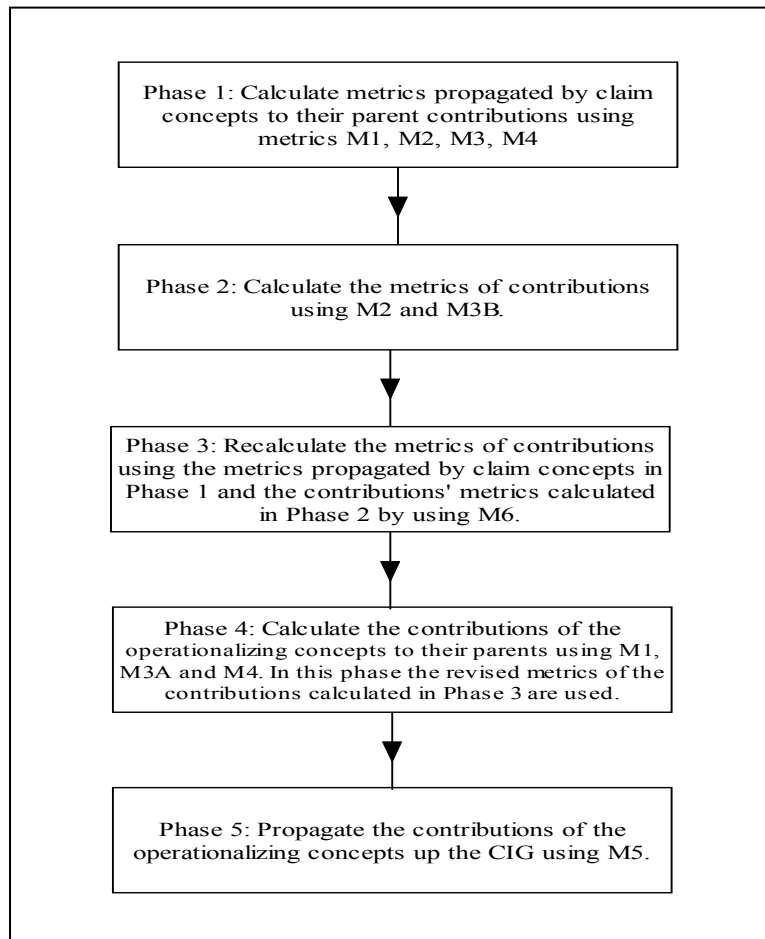 Phase 1: Calculate metrics propagated by claim
concepts to their parent contributions using
metrics M1, M2, M3, M4
Phase 2: Calculate the metrics of contributions
using M2 and M3B.
Phase 3: Recalculate the metrics of contributions
using the metrics propagated by claim concepts in
Phase 1 and the contributions' metrics calculated
in Phase 2 by using M6.
Phase 4: Calculate the contributions of the
operationalizing concepts to their parents using M1,
M3A and M4. In this phase the revised metrics of the
contributions calculated in Phase 3 are used.
Phase 5: Propagate the contributions of the
operationalizing concepts up the CIG using M5.